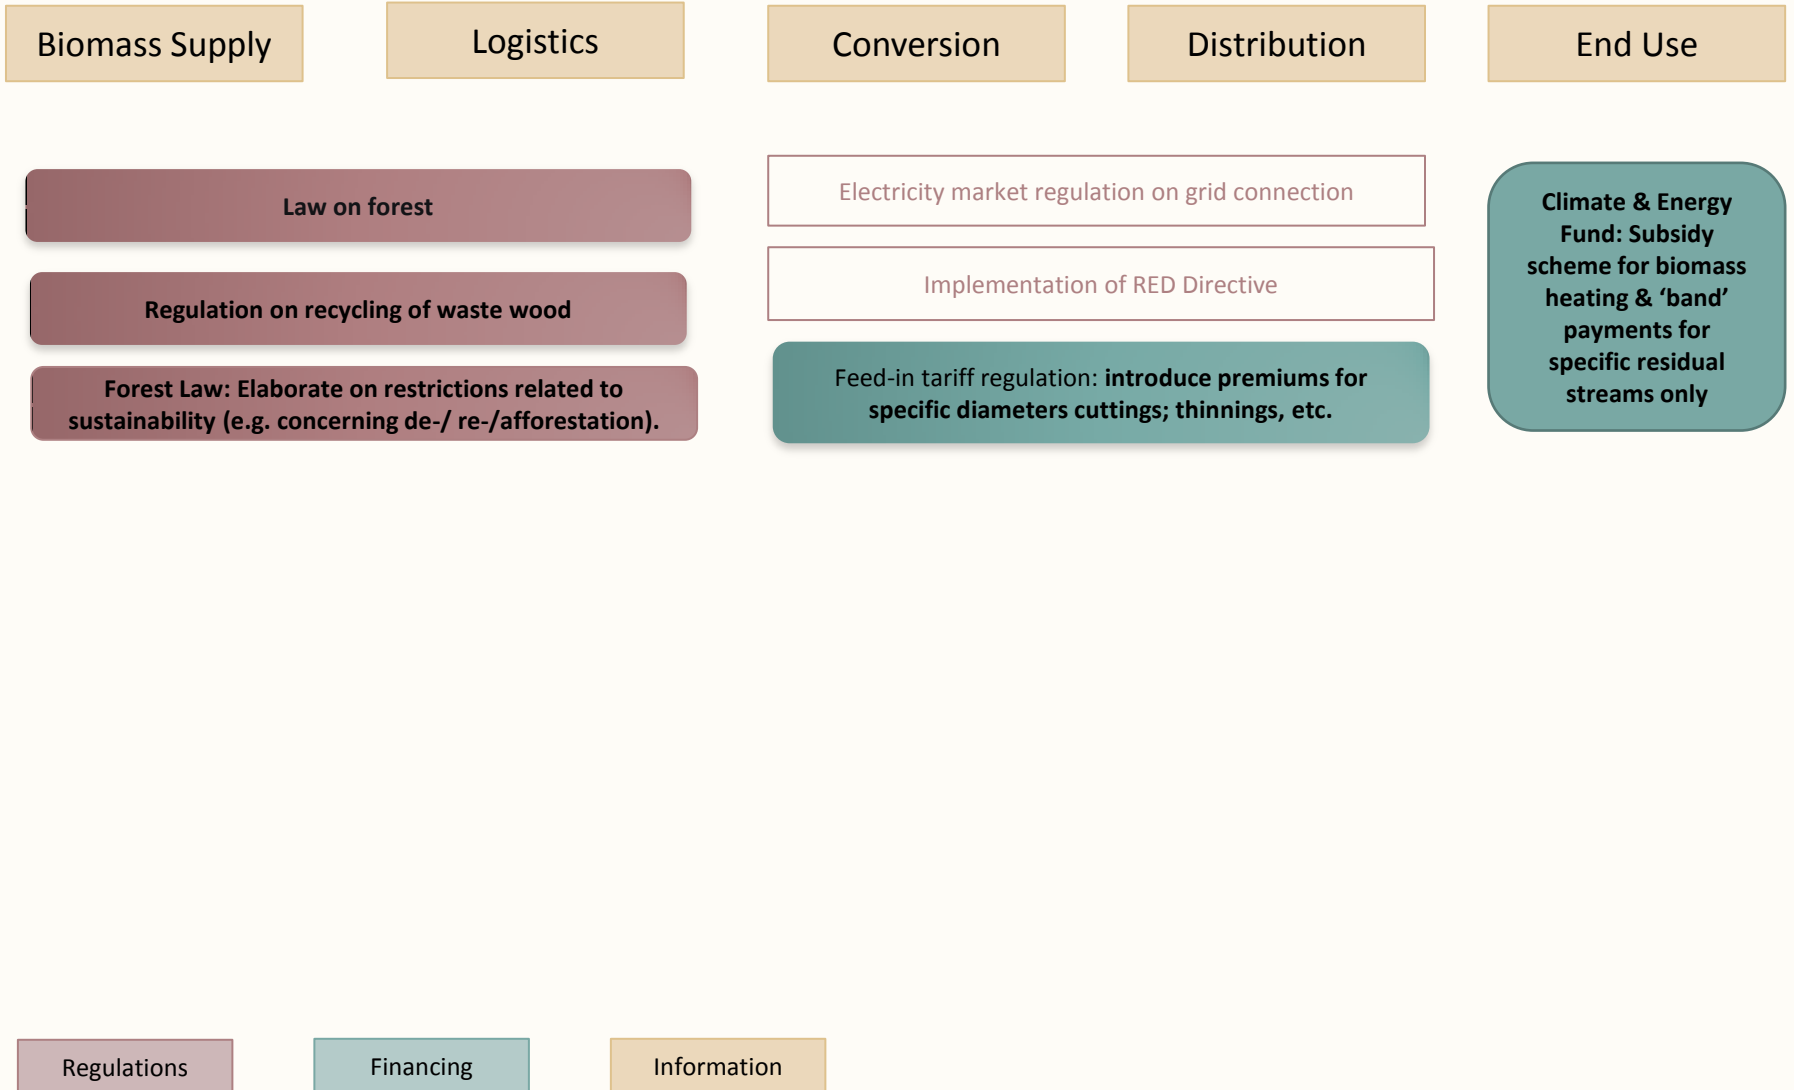 Biomass Supply
Logistics
Conversion
Distribution
End Use
Law on forest
Regulation on recycling of waste wood
Forest Law: Elaborate on restrictions related to
sustainability (e.g. concerning de-/ re-/afforestation).
Electricity market regulation on grid connection
Implementation of RED Directive
Feed-in tariff regulation: introduce premiums for
specific diameters cuttings; thinnings, etc.
Climate & Energy
Fund: Subsidy
scheme for biomass
heating & ‘band’
payments for
specific residual
streams only
Regulations
Financing
Information